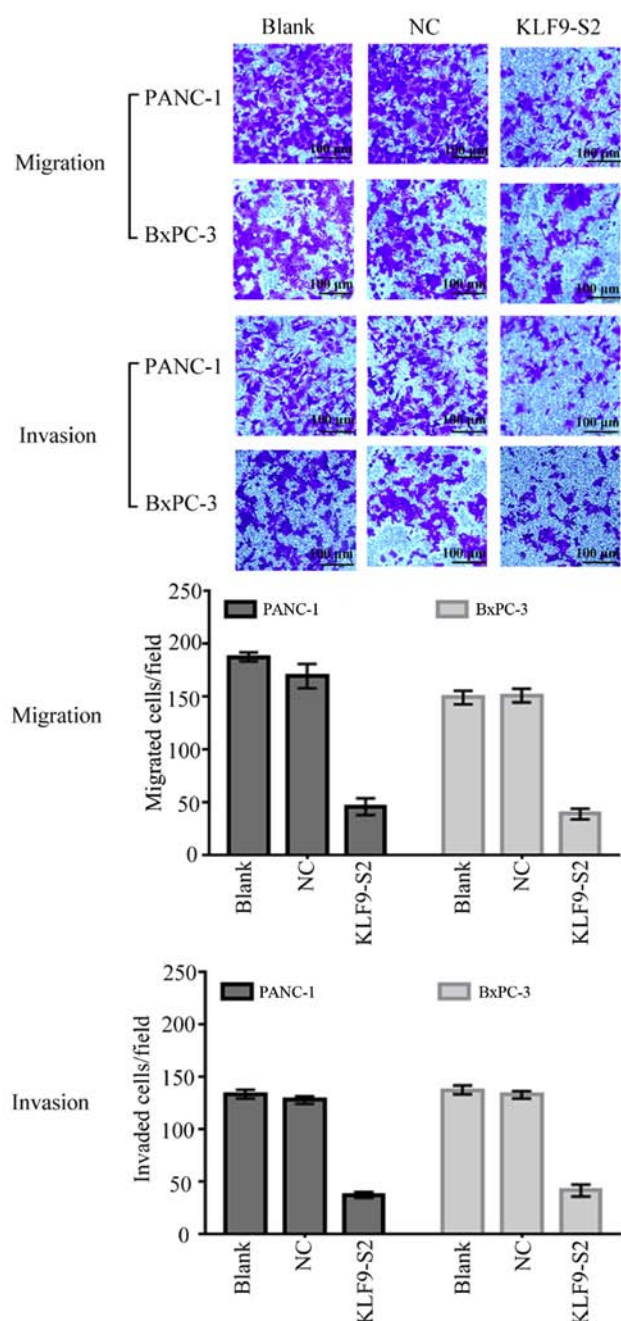 Blank NC KLF9-S2
PANC-1
100 μm 100 μm 100 μm
Migration
BxPC-3
100 μm 100 μm 100 μm
PANC-1
100 μm 100 μm 100 μm
Invasion
BxPC-3
100 μm 100 μm 100 μm
250
PANC-1 BxPC-3
200
Migration
Migrated cells/field
150
100
50
0
Blank NC KLF9-S2 Blank NC KLF9-S2
250
PANC-1 BxPC-3
200
Invasion
Invaded cells/field
150
100
50
0
Blank NC KLF9-S2 Blank NC KLF9-S2